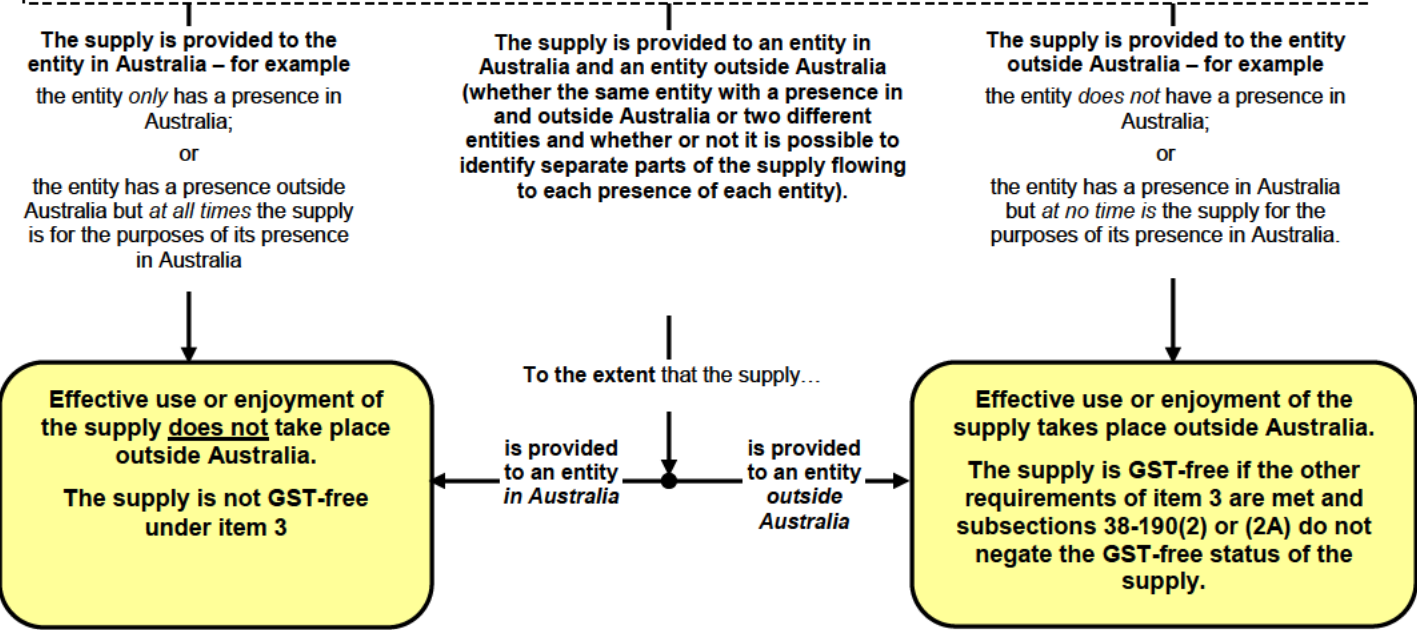 The supply is provided to the
entity in Australia – for example
the entity only has a presence in
Australia;
or
the entity has a presence outside
Australia but at all times the supply
is for the purposes of its presence
in Australia
The supply is provided to an entity in
Australia and an entity outside Australia
(whether the same entity with a presence in
and outside Australia or two different
entities and whether or not it is possible to
identify separate parts of the supply flowing
to each presence of each entity).
The supply is provided to the entity
outside Australia – for example
the entity does not have a presence in
Australia;
or
the entity has a presence in Australia
but at no time is the supply for the
purposes of its presence in Australia.
To the extent that the supply…
Effective use or enjoyment of
the supply does not take place
outside Australia.
The supply is not GST-free
under item 3
is provided
to an entity
in Australia
is provided
to an entity
outside
Australia
Effective use or enjoyment of the
supply takes place outside Australia.
The supply is GST-free if the other
requirements of item 3 are met and
subsections 38-190(2) or (2A) do not
negate the GST-free status of the
supply.